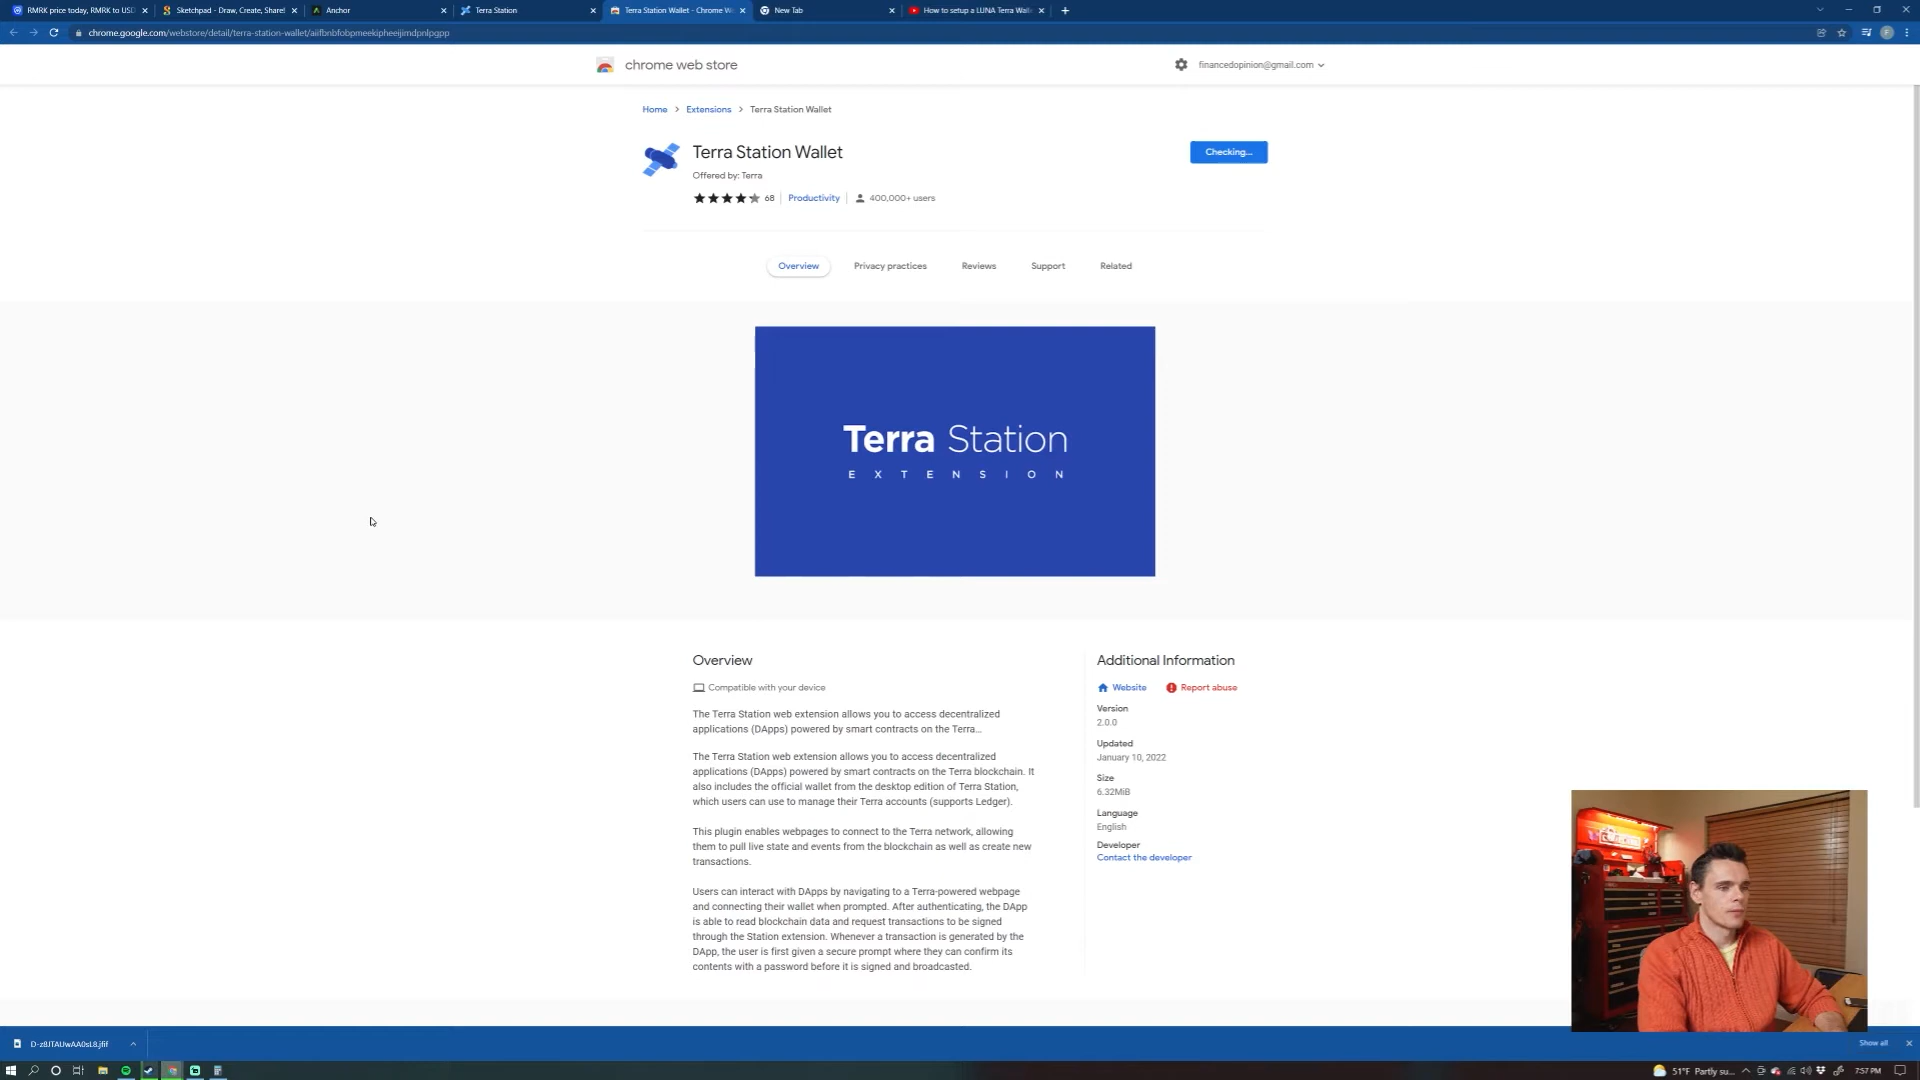 RMRK price today, RMRK to USD
Sketchpad - Draw, Create, Share!
Anchor
Terra Station
Terra Station Wallet - Chrome W
New Tab
How to setup a LUNA Terra Wal
chrome.google.com/webstore/detail/terra-station-wallet/aiifbnbfobpmeekipheeijimdpnlpgpp
chrome web store
financedopinion@gmail.com
Home > Extensions > Terra Station Wallet
Terra Station Wallet
Checking...
Offered by: Terra
68 Productivity 400,000+ users
Overview
Privacy practices
Reviews
Support
Related
Terra Station
EXTENSION
Overview
Compatible with your device
The Terra Station web extension allows you to access decentralized
applications (DApps) powered by smart contracts on the Terra...
The Terra Station web extension allows you to access decentralized
applications (DApps) powered by smart contracts on the Terra blockchain. It
also includes the official wallet from the desktop edition of Terra Station,
which users can use to manage their Terra accounts (supports Ledger).
This plugin enables webpages to connect to the Terra network, allowing
them to pull live state and events from the blockchain as well as create new
transactions.
Users can interact with DApps by navigating to a Terra-powered webpage
and connecting their wallet when prompted. After authenticating, the DApp
is able to read blockchain data and request transactions to be signed
through the Station extension. Whenever a transaction is generated by the
DApp, the user is first given a secure prompt where they can confirm its
contents with a password before it is signed and broadcasted.
Additional Information
Website
Report abuse
Version
2.0.0
Updated
January 10, 2022
Size
6.32MiB
Language
English
Developer
Contact the developer
D-z8JTAUwAA0sL8.jfif
Show all
51°F Partly su...
7:57 PM